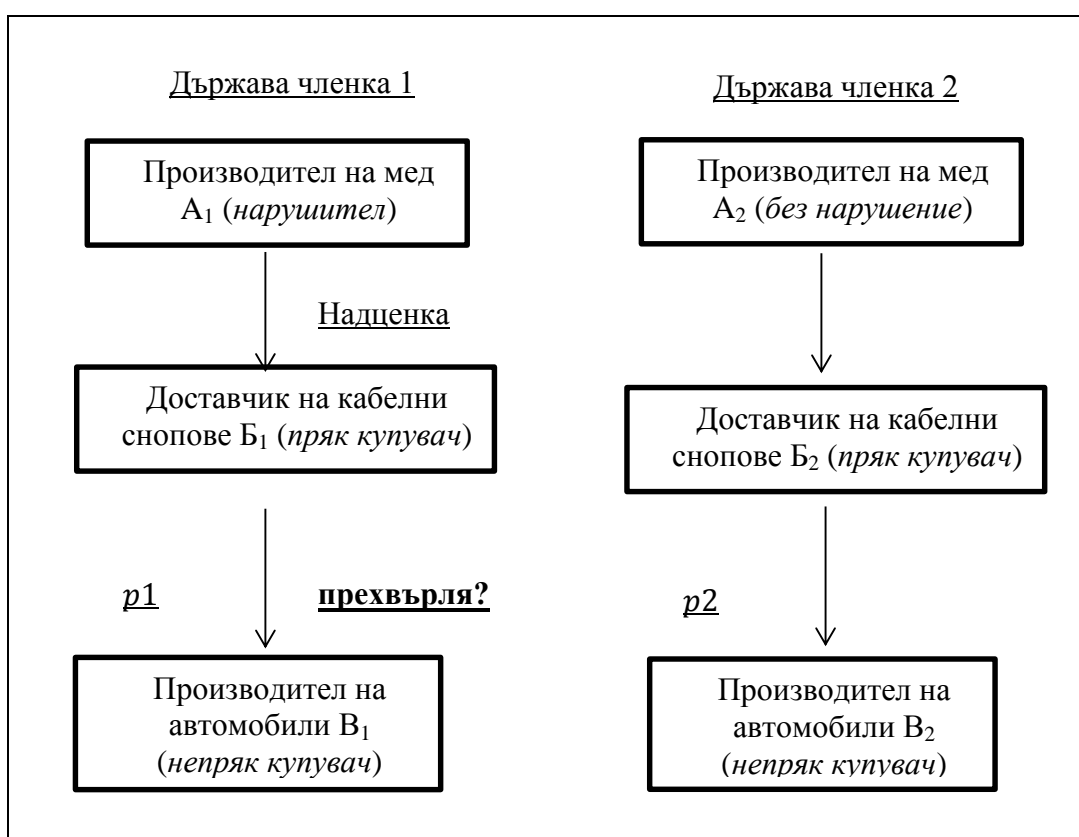 Държава членка 1
Производител на мед
А₁ (нарушител)
Надценка
Доставчик на кабелни
снопове Б₁ (пряк купувач)
p1
прехвърля?
Производител на
автомобили В₁
(непряк купувач)
Държава членка 2
Производител на мед
А₂ (без нарушение)
Доставчик на кабелни
снопове Б₂ (пряк купувач)
p2
Производител на
автомобили В₂
(непряк купувач)